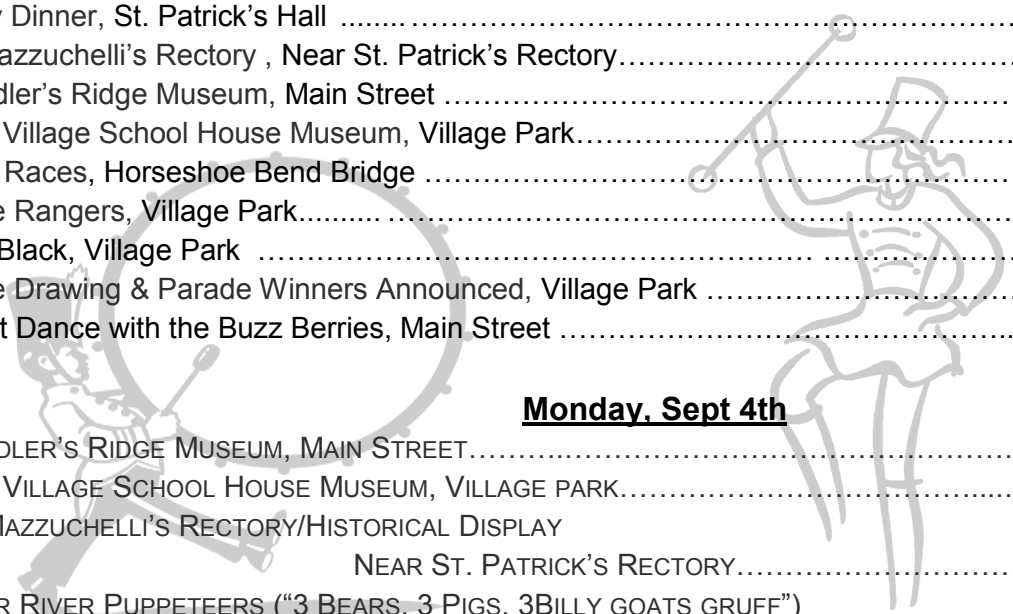 Dinner, St. Patrick's Hall ........……………………………………………………………
azzuchelli's Rectory , Near St. Patrick's Rectory…………………………………………
dler's Ridge Museum, Main Street ……………………………………………………………
Village School House Museum, Village Park………………………………………………
Races, Horseshoe Bend Bridge ………………………………………………………………
e Rangers, Village Park.......... …………………………………………………………………
Black, Village Park …………………………………………………………… ………………………
e Drawing & Parade Winners Announced, Village Park ………………………………
t Dance with the Buzz Berries, Main Street ………………………………………………..
Monday, Sept 4th
DLER'S RIDGE MUSEUM, MAIN STREET……...………………………………………………
VILLAGE SCHOOL HOUSE MUSEUM, VILLAGE PARK………………………………….....
MAZZUCHELLI'S RECTORY/HISTORICAL DISPLAY
NEAR ST. PATRICK'S RECTORY…………………………
R RIVER PUPPETEERS ("3 BEARS, 3 PIGS, 3BILLY GOATS GRUFF")